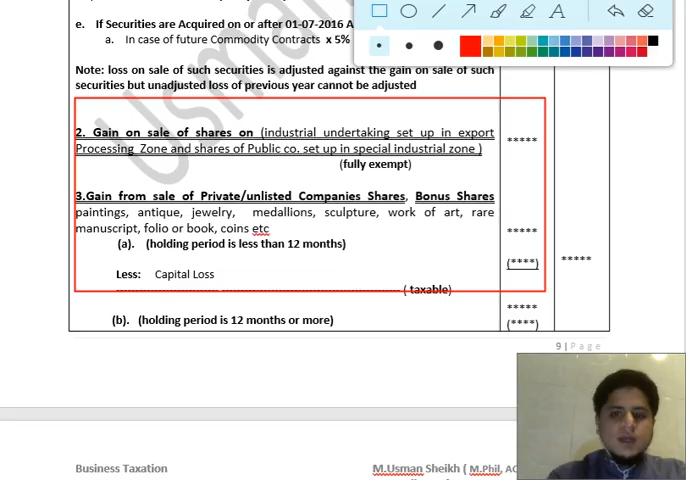 e. If Securities are Acquired on or after 01-07-2016 A
a. In case of future Commodity Contracts x 5%
Note: loss on sale of such securities is adjusted against the gain on sale of such
securities but unadjusted loss of previous year cannot be adjusted
2. Gain on sale of shares on (industrial undertaking set up in export *****
Processing Zone and shares of Public co. set up in special industrial zone )
(fully exempt)
3.Gain from sale of Private/unlisted Companies Shares, Bonus Shares
paintings, antique, jewelry, medallions, sculpture, work of art, rare
manuscript, folio or book, coins etc *****
(a). (holding period is less than 12 months)
(****) *****
Less: Capital Loss
---------------------- ---------------------------------------- ( taxable)
*****
(b). (holding period is 12 months or more) (****)
9 | Page
Business Taxation M.Usman Sheikh ( M.Phil, AC
Usman
A